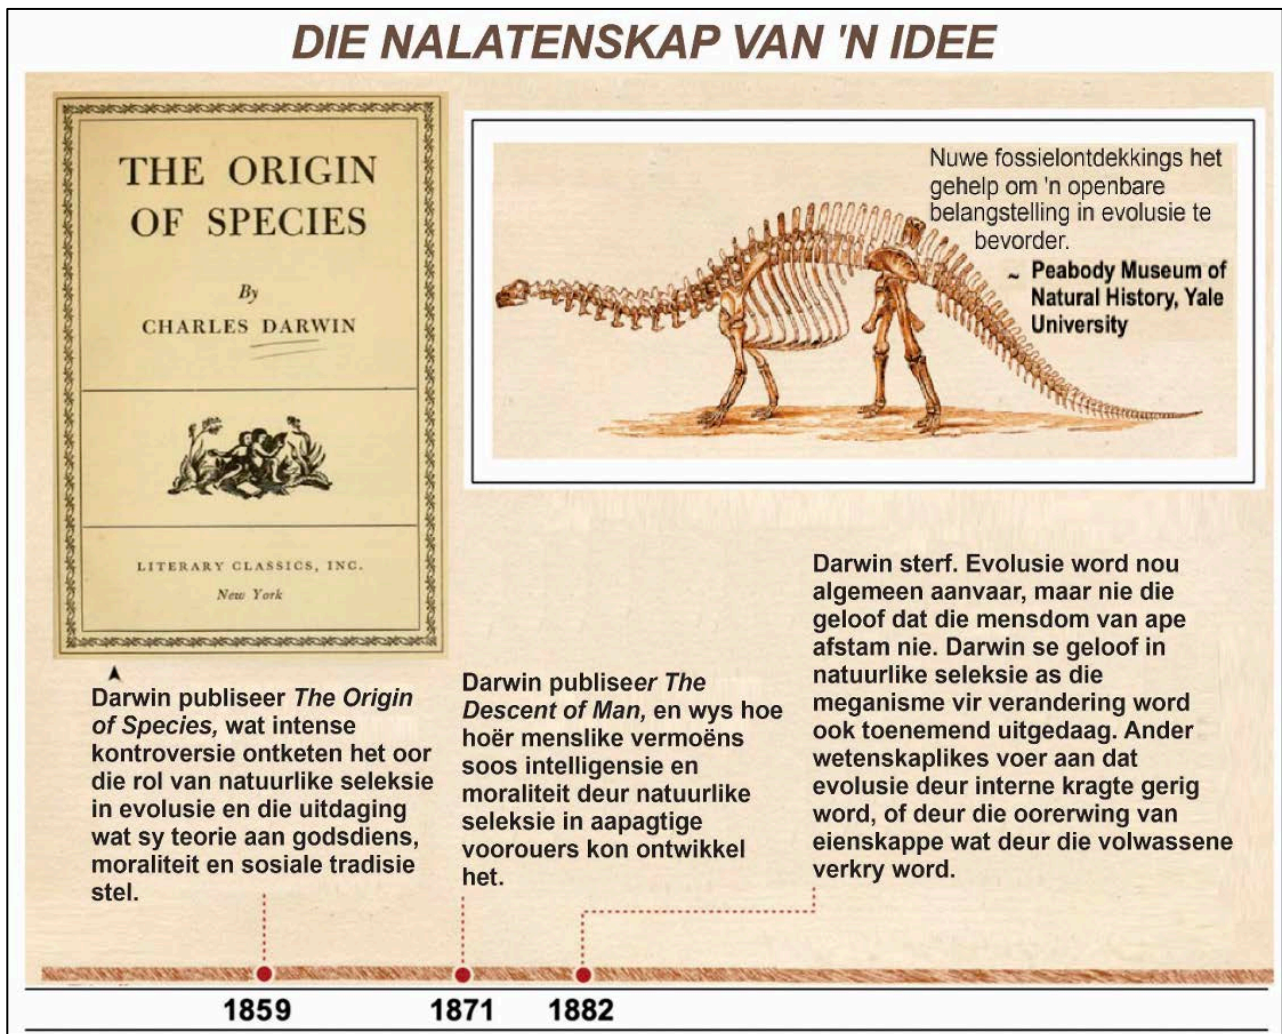 DIE NALATENSKAP VAN 'N IDEE
THE ORIGIN
OF SPECIES
By
CHARLES DARWIN
LITERARY CLASSICS, INC.
New York
Nuwe fossielontdekkings het
gehelp om 'n openbare
belangstelling in evolusie te
bevorder.
~ Peabody Museum of
Natural History, Yale
University
Darwin publiseer The Origin
of Species, wat intense
kontroversie ontketen het oor
die rol van natuurlike seleksie
in evolusie en die uitdaging
wat sy teorie aan godsdiens,
moraliteit en sosiale tradisie
stel.
Darwin publiseer The
Descent of Man, en wys hoe
hoër menslike vermoëns
soos intelligensie en
moraliteit deur natuurlike
seleksie in aapagtige
voorouers kon ontwikkel
het.
Darwin sterf. Evolusie word nou
algemeen aanvaar, maar nie die
geloof dat die mensdom van ape
afstam nie. Darwin se geloof in
natuurlike seleksie as die
meganisme vir verandering word
ook toenemend uitgedaag. Ander
wetenskaplikes voer aan dat
evolusie deur interne kragte gerig
word, of deur die oorerwing van
eienskappe wat deur die volwassene
verkry word.
1859
1871
1882